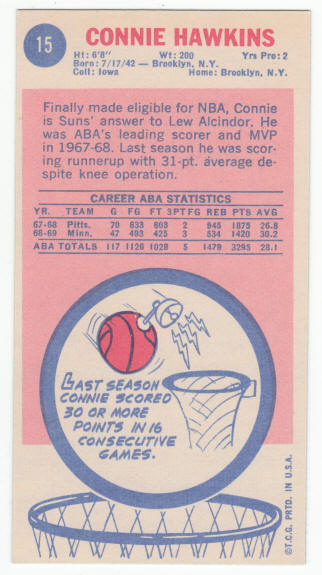 15
CONNIE HAWKINS
Ht: 6'8" Wt: 200 Yrs Pro: 2
Born: 7/17/42 — Brooklyn, N.Y.
Coll: Iowa Home: Brooklyn, N.Y.
Finally made eligible for NBA, Connie
is Suns' answer to Lew Alcindor. He
was ABA's leading scorer and MVP
in 1967-68. Last season he was scor-
ing runnerup with 31-pt. average de-
spite knee operation.
CAREER ABA STATISTICS
YR. TEAM G FG FT 3PTFG REB PTS AVG
67-68 Pitts. 70 633 603 2 945 1875 26.8
68-69 Minn. 47 493 425 3 534 1420 30.2
ABA TOTALS 117 1126 1028 5 1479 3295 28.1
LAST SEASON
CONNIE SCORED
30 OR MORE
POINTS IN 16
CONSECUTIVE
GAMES.
©T.C.G. PRTD. IN U.S.A.